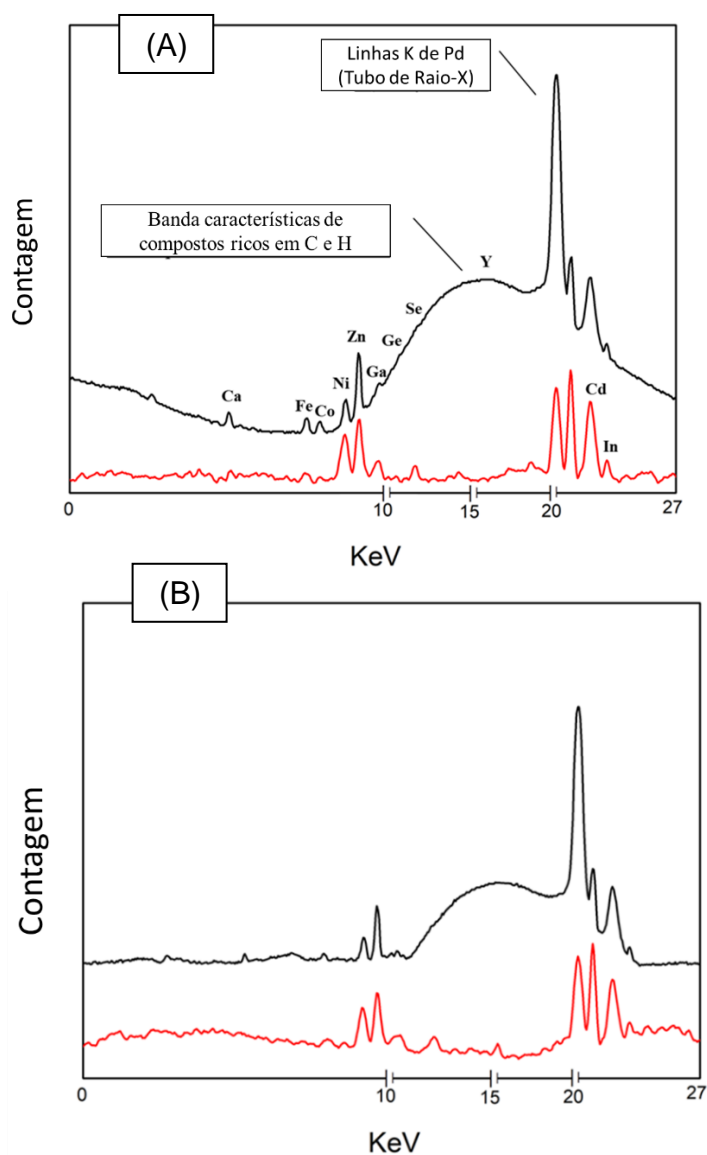 (A)
Linhas K de Pd
(Tubo de Raio-X)
Banda características de
compostos ricos em C e H
Contagem
Y
Se
Zn
Ge
Ga
Ni
Ca
Fe
Co
Cd
In
0
10
15
20
27
KeV
(B)
Contagem
0
10
15
20
27
KeV